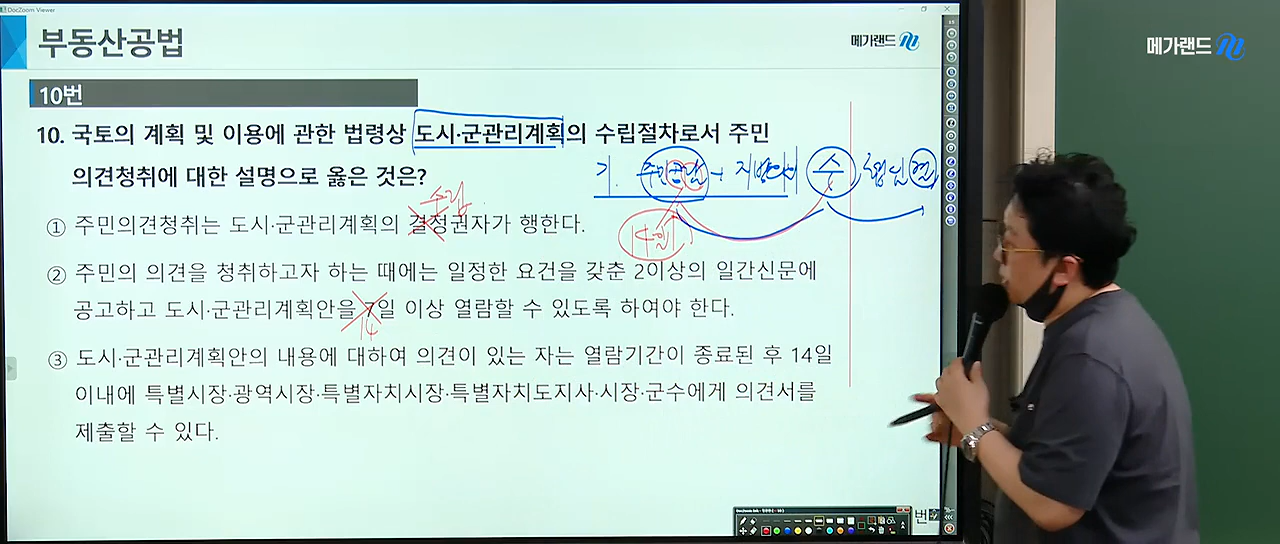 DocZoom Viewer
부동산공법
메가랜드
메가랜드
10번
10. 국토의 계획 및 이용에 관한 법령상 도시·군관리계획의 수립절차로서 주민
의견청취에 대한 설명으로 옳은 것은?
수립
① 주민의견청취는 도시·군관리계획의 결정권자가 행한다.
14일
② 주민의 의견을 청취하고자 하는 때에는 일정한 요건을 갖춘 2이상의 일간신문에
공고하고 도시·군관리계획안을 7일 이상 열람할 수 있도록 하여야 한다.
14
③ 도시·군관리계획안의 내용에 대하여 의견이 있는 자는 열람기간이 종료된 후 14일
이내에 특별시장·광역시장·특별자치시장·특별자치도지사·시장·군수에게 의견서를
제출할 수 있다.
번